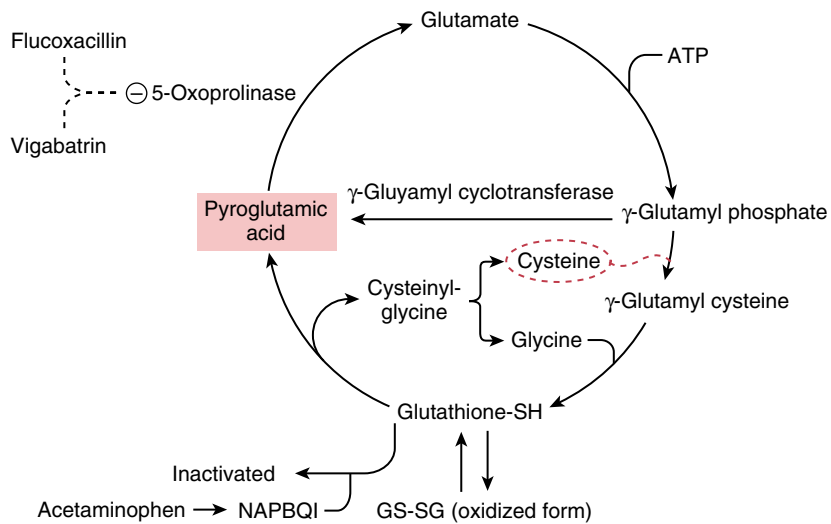 Glutamate
Flucoxacillin
ATP
− 5-Oxoprolinase
Vigabatrin
γ-Gluyamyl cyclotransferase
Pyroglutamic
acid
γ-Glutamyl phosphate
Cysteine
Cysteinyl-
glycine
γ-Glutamyl cysteine
Glycine
Glutathione-SH
Inactivated
Acetaminophen
NAPBQI
GS-SG (oxidized form)